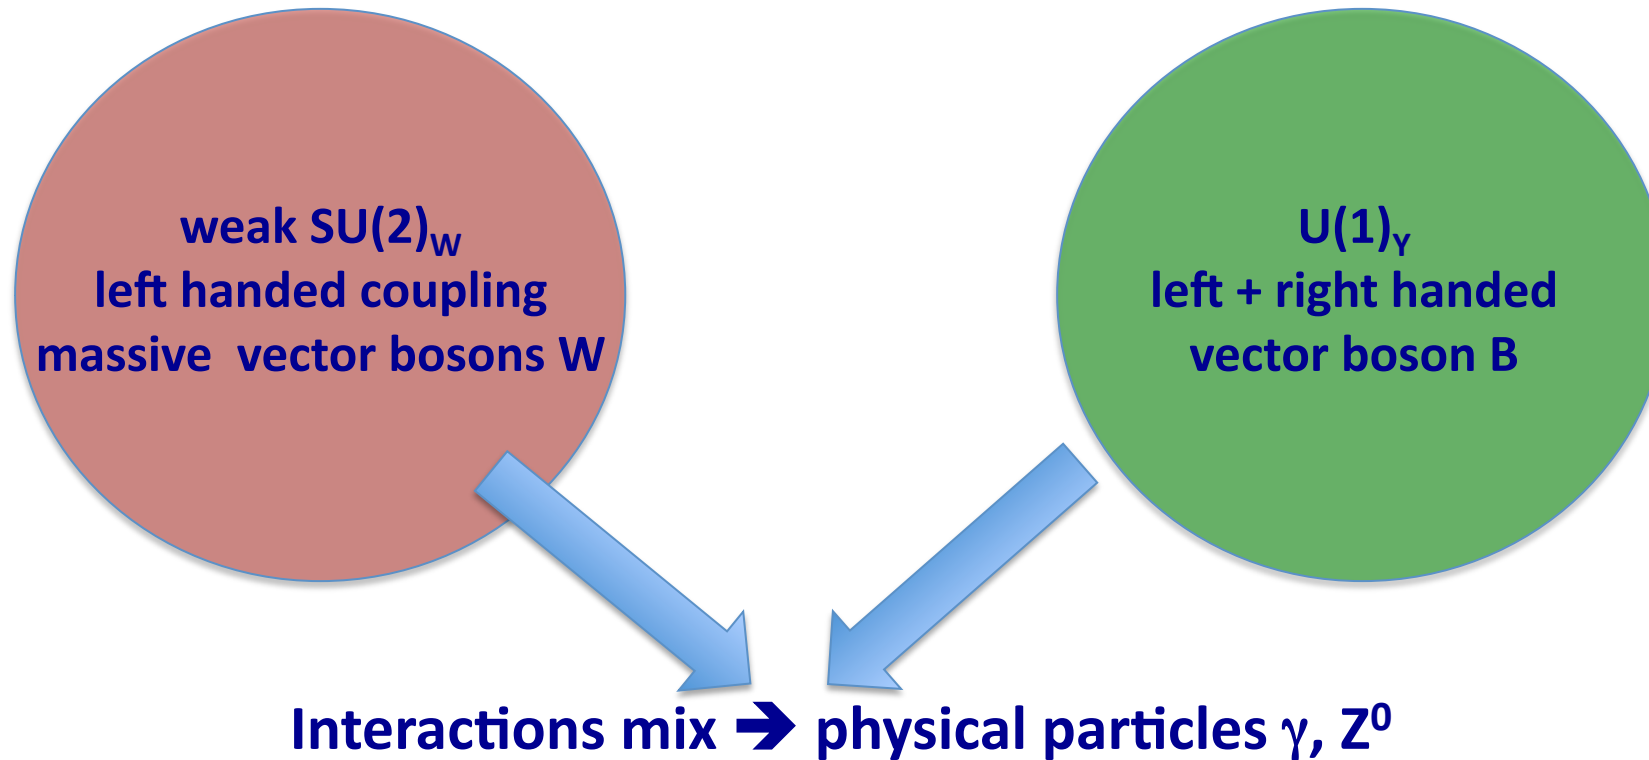 weak SU(2)W
left handed coupling
massive vector bosons W
U(1)Y
left + right handed
vector boson B
Interactions mix ➔ physical particles γ, Z⁰